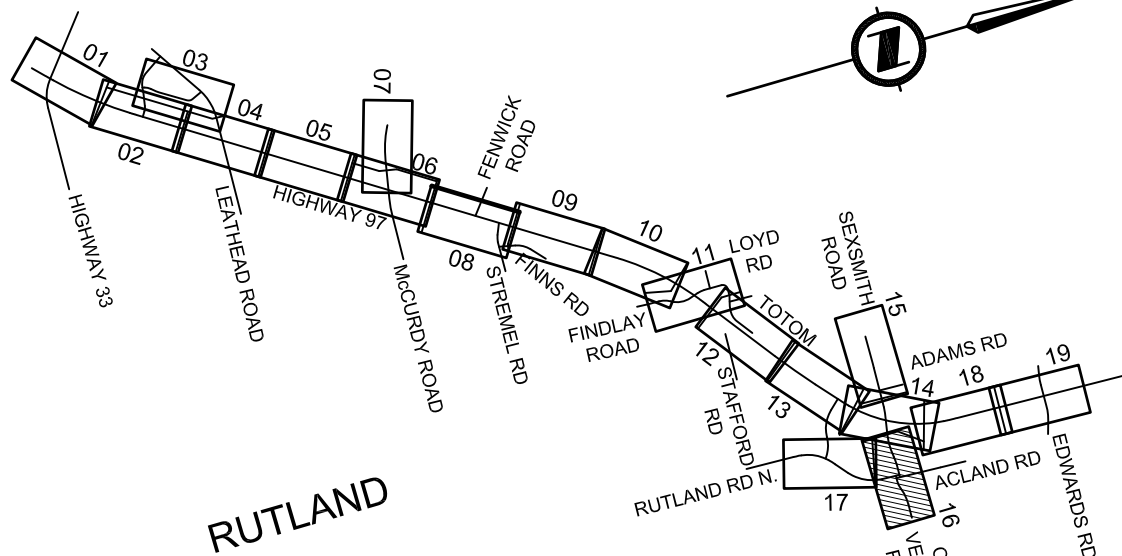 01
03
07
04
02
05
06
FENWICK
ROAD
HIGHWAY 33
LEATHEAD ROAD
HIGHWAY 97
08
09
10
McCURDY ROAD
STREMEL RD
FINNS RD
11
LOYD
RD
FINDLAY
ROAD
TOTOM
12
STAFFORD
RD
13
SEXSMITH
ROAD
15
ADAMS RD
14
18
19
RUTLAND RD N.
17
ACLAND RD
16
EDWARDS RD
RUTLAND